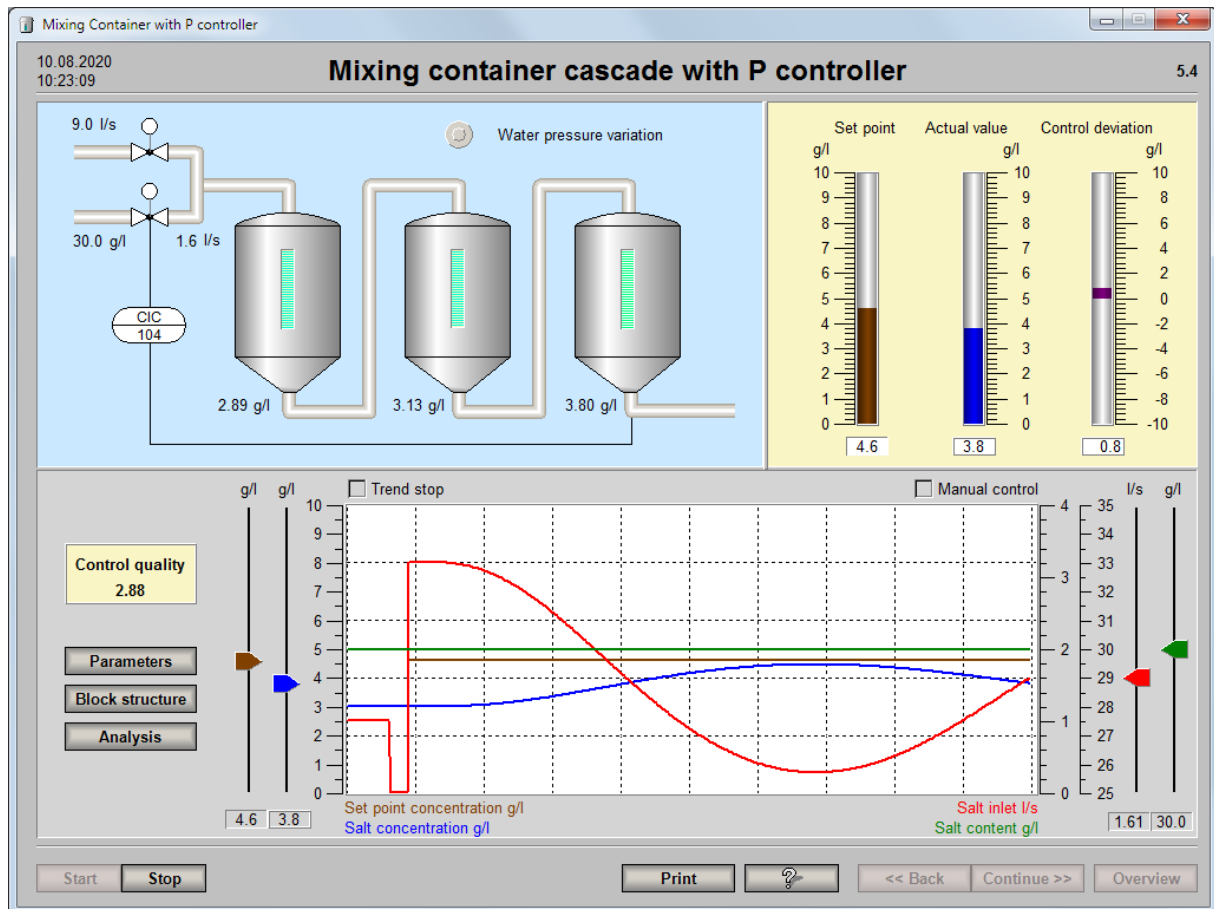 Mixing Container with P controller
10.08.2020
10:23:09
Mixing container cascade with P controller
5.4
9.0 l/s
Water pressure variation
30.0 g/l
1.6 l/s
CIC
104
2.89 g/l
3.13 g/l
3.80 g/l
Set point Actual value Control deviation
g/l g/l g/l
10 10 10
9 9 8
8 8 6
7 7 4
6 6 2
5 5 0
4 4 -2
3 3 -4
2 2 -6
1 1 -8
0 0 -10
4.6 3.8 0.8
g/l g/l
Trend stop
Manual control
l/s g/l
10 4 35
9 34
8 33
3
7 32
6 31
5 2 30
4 29
3 28
1
2 27
1 26
0 0 25
Control quality
2.88
Parameters
Block structure
Analysis
4.6 3.8
Set point concentration g/l
Salt concentration g/l
Salt inlet l/s
Salt content g/l
1.61 30.0
Start Stop Print ? << Back Continue >> Overview